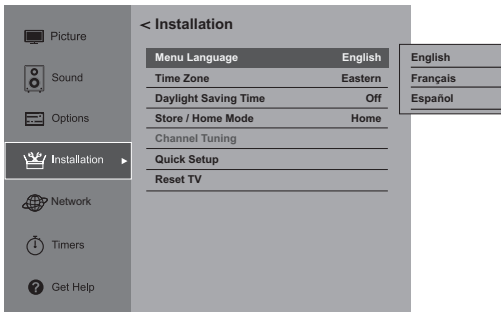 Picture
Sound
Options
Installation
Network
Timers
Get Help
< Installation
Menu Language English
Time Zone Eastern
Daylight Saving Time Off
Store / Home Mode Home
Channel Tuning
Quick Setup
Reset TV
English
Français
Español